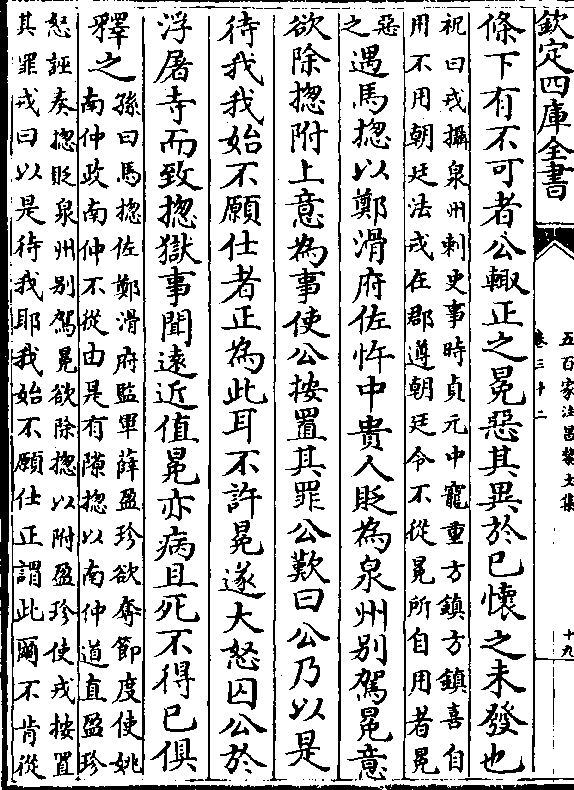 欽定四庫全書
五百家注昌黎文集
卷三十二
十九
條下有不可者公輙正之冕惡其異於已懷之未發也
祝曰戎攝泉州刺史事時貞元中寵重方鎮方鎮喜自
用不用朝廷法戎在郡遵朝廷令不從冕所自用者冕
惡
之
遇馬揔以鄭滑府佐忤中貴人貶為泉州别駕冕意
欲除揔附上意為事使公按置其罪公歎曰公乃以是
待我我始不願仕者正為此耳不許冕遂大怒囚公於
浮屠寺而致揔獄事聞遠近值冕亦病且死不得已俱
釋之
孫曰馬揔佐鄭滑府監軍薛盈珍欲奪節度使姚
南仲政南仲不從由是有隙揔以南仲道直盈珍
怒誣奏揔貶泉州别駕冕欲除揔以附盈珍使戎按置
其罪戎曰以是待我耶我始不願仕正謂此爾不肯從